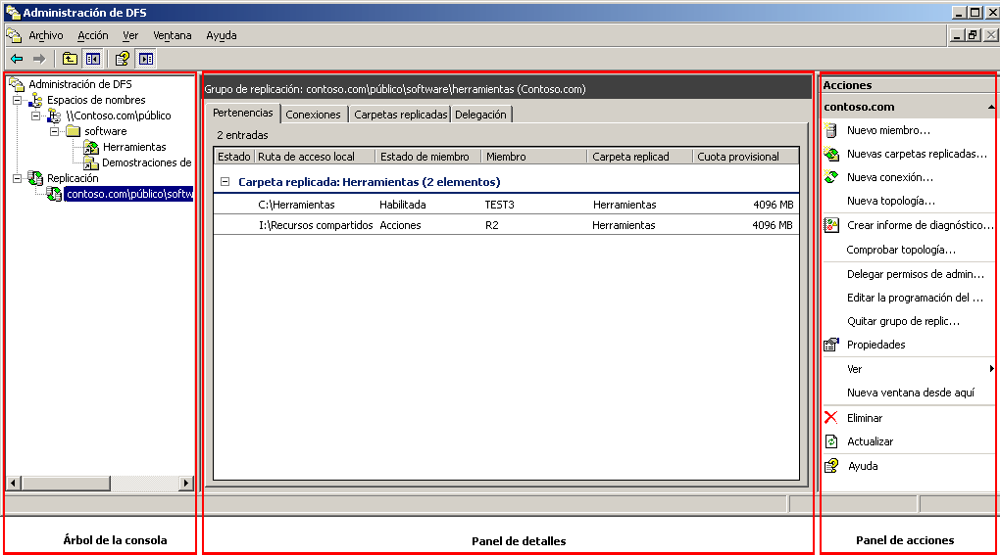 Administración de DFS
Archivo Acción Ver Ventana Ayuda
Administración de DFS
Espacios de nombres
\\Contoso.com\público
software
Herramientas
Demostraciones de
Replicación
contoso.com\público\softw
Grupo de replicación: contoso.com\público\software\herramientas (Contoso.com)
Pertenencias Conexiones Carpetas replicadas Delegación
2 entradas
Estado Ruta de acceso local Estado de miembro Miembro Carpeta replicad Cuota provisional
Carpeta replicada: Herramientas (2 elementos)
C:\Herramientas Habilitada TEST3 Herramientas 4096 MB
I:\Recursos compartidos Acciones R2 Herramientas 4096 MB
Acciones
contoso.com
Nuevo miembro...
Nuevas carpetas replicadas...
Nueva conexión...
Nueva topología...
Crear informe de diagnóstico...
Comprobar topología...
Delegar permisos de admin...
Editar la programación del ...
Quitar grupo de replic...
Propiedades
Ver
Nueva ventana desde aquí
Eliminar
Actualizar
Ayuda
Árbol de la consola
Panel de detalles
Panel de acciones